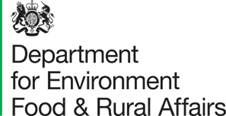 Department
for Environment
Food & Rural Affairs